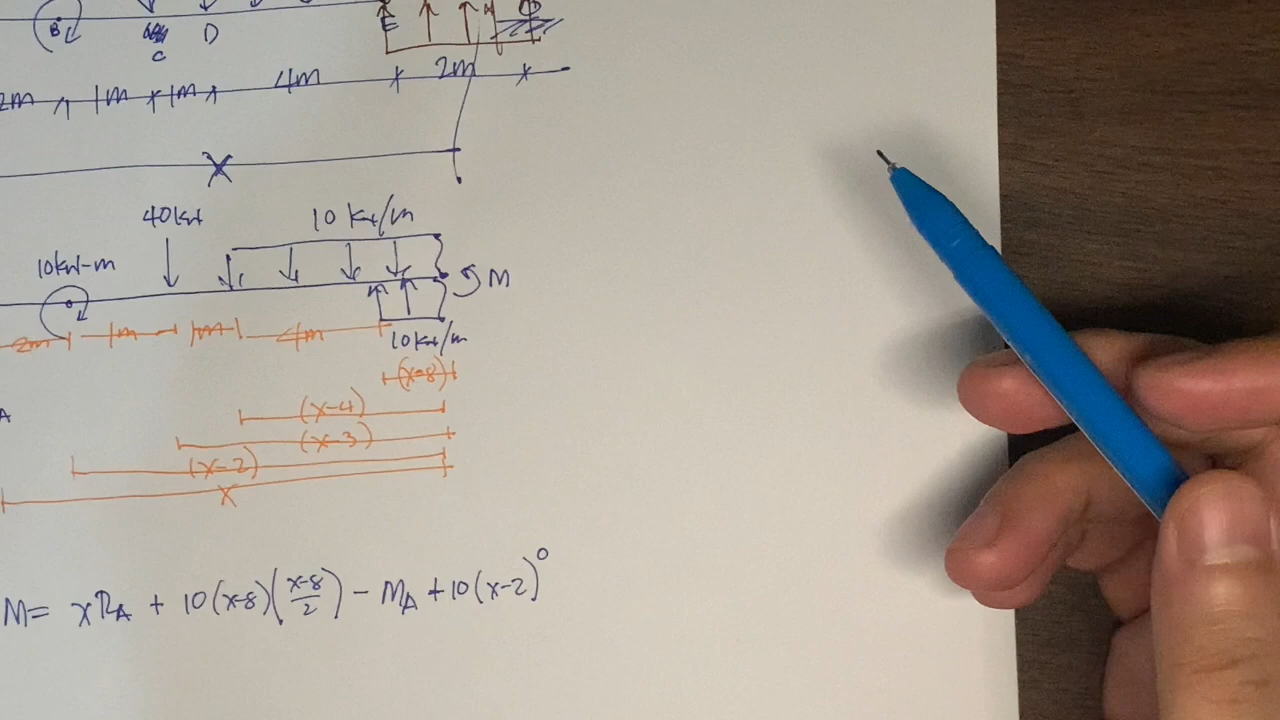 B E
C D
2m 1m 1m 4m 2m
X
40kN 10 kN/m
10kN-m M
2m 1m 1m 4m 10kN/m
(x-8)
A (x-4)
(x-3)
(x-2)
X
M= xRA + 10(x-8)(x-8/2) - MA +10(x-2)⁰